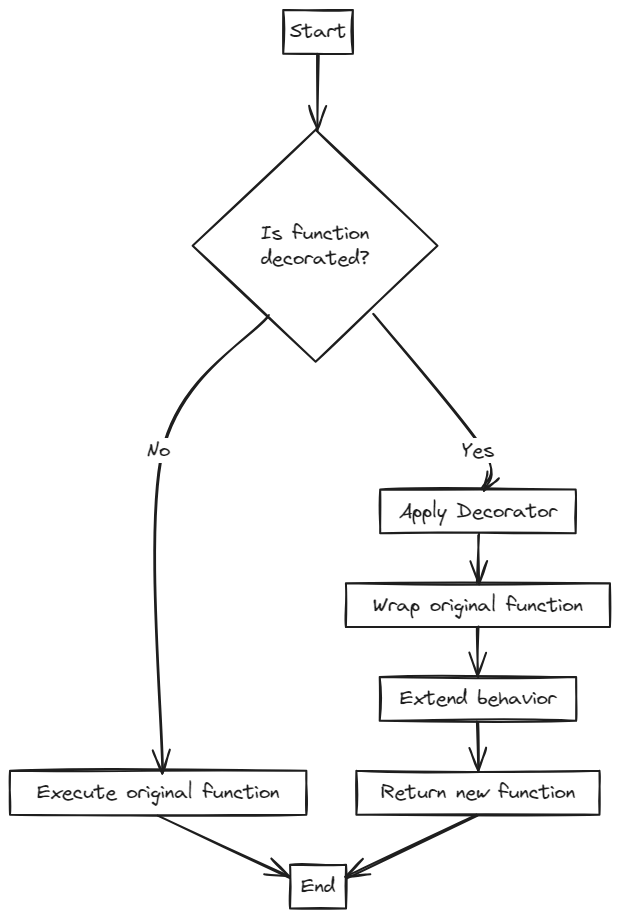 Start
Is function
decorated?
No
Yes
Apply Decorator
Wrap original function
Extend behavior
Execute original function
Return new function
End